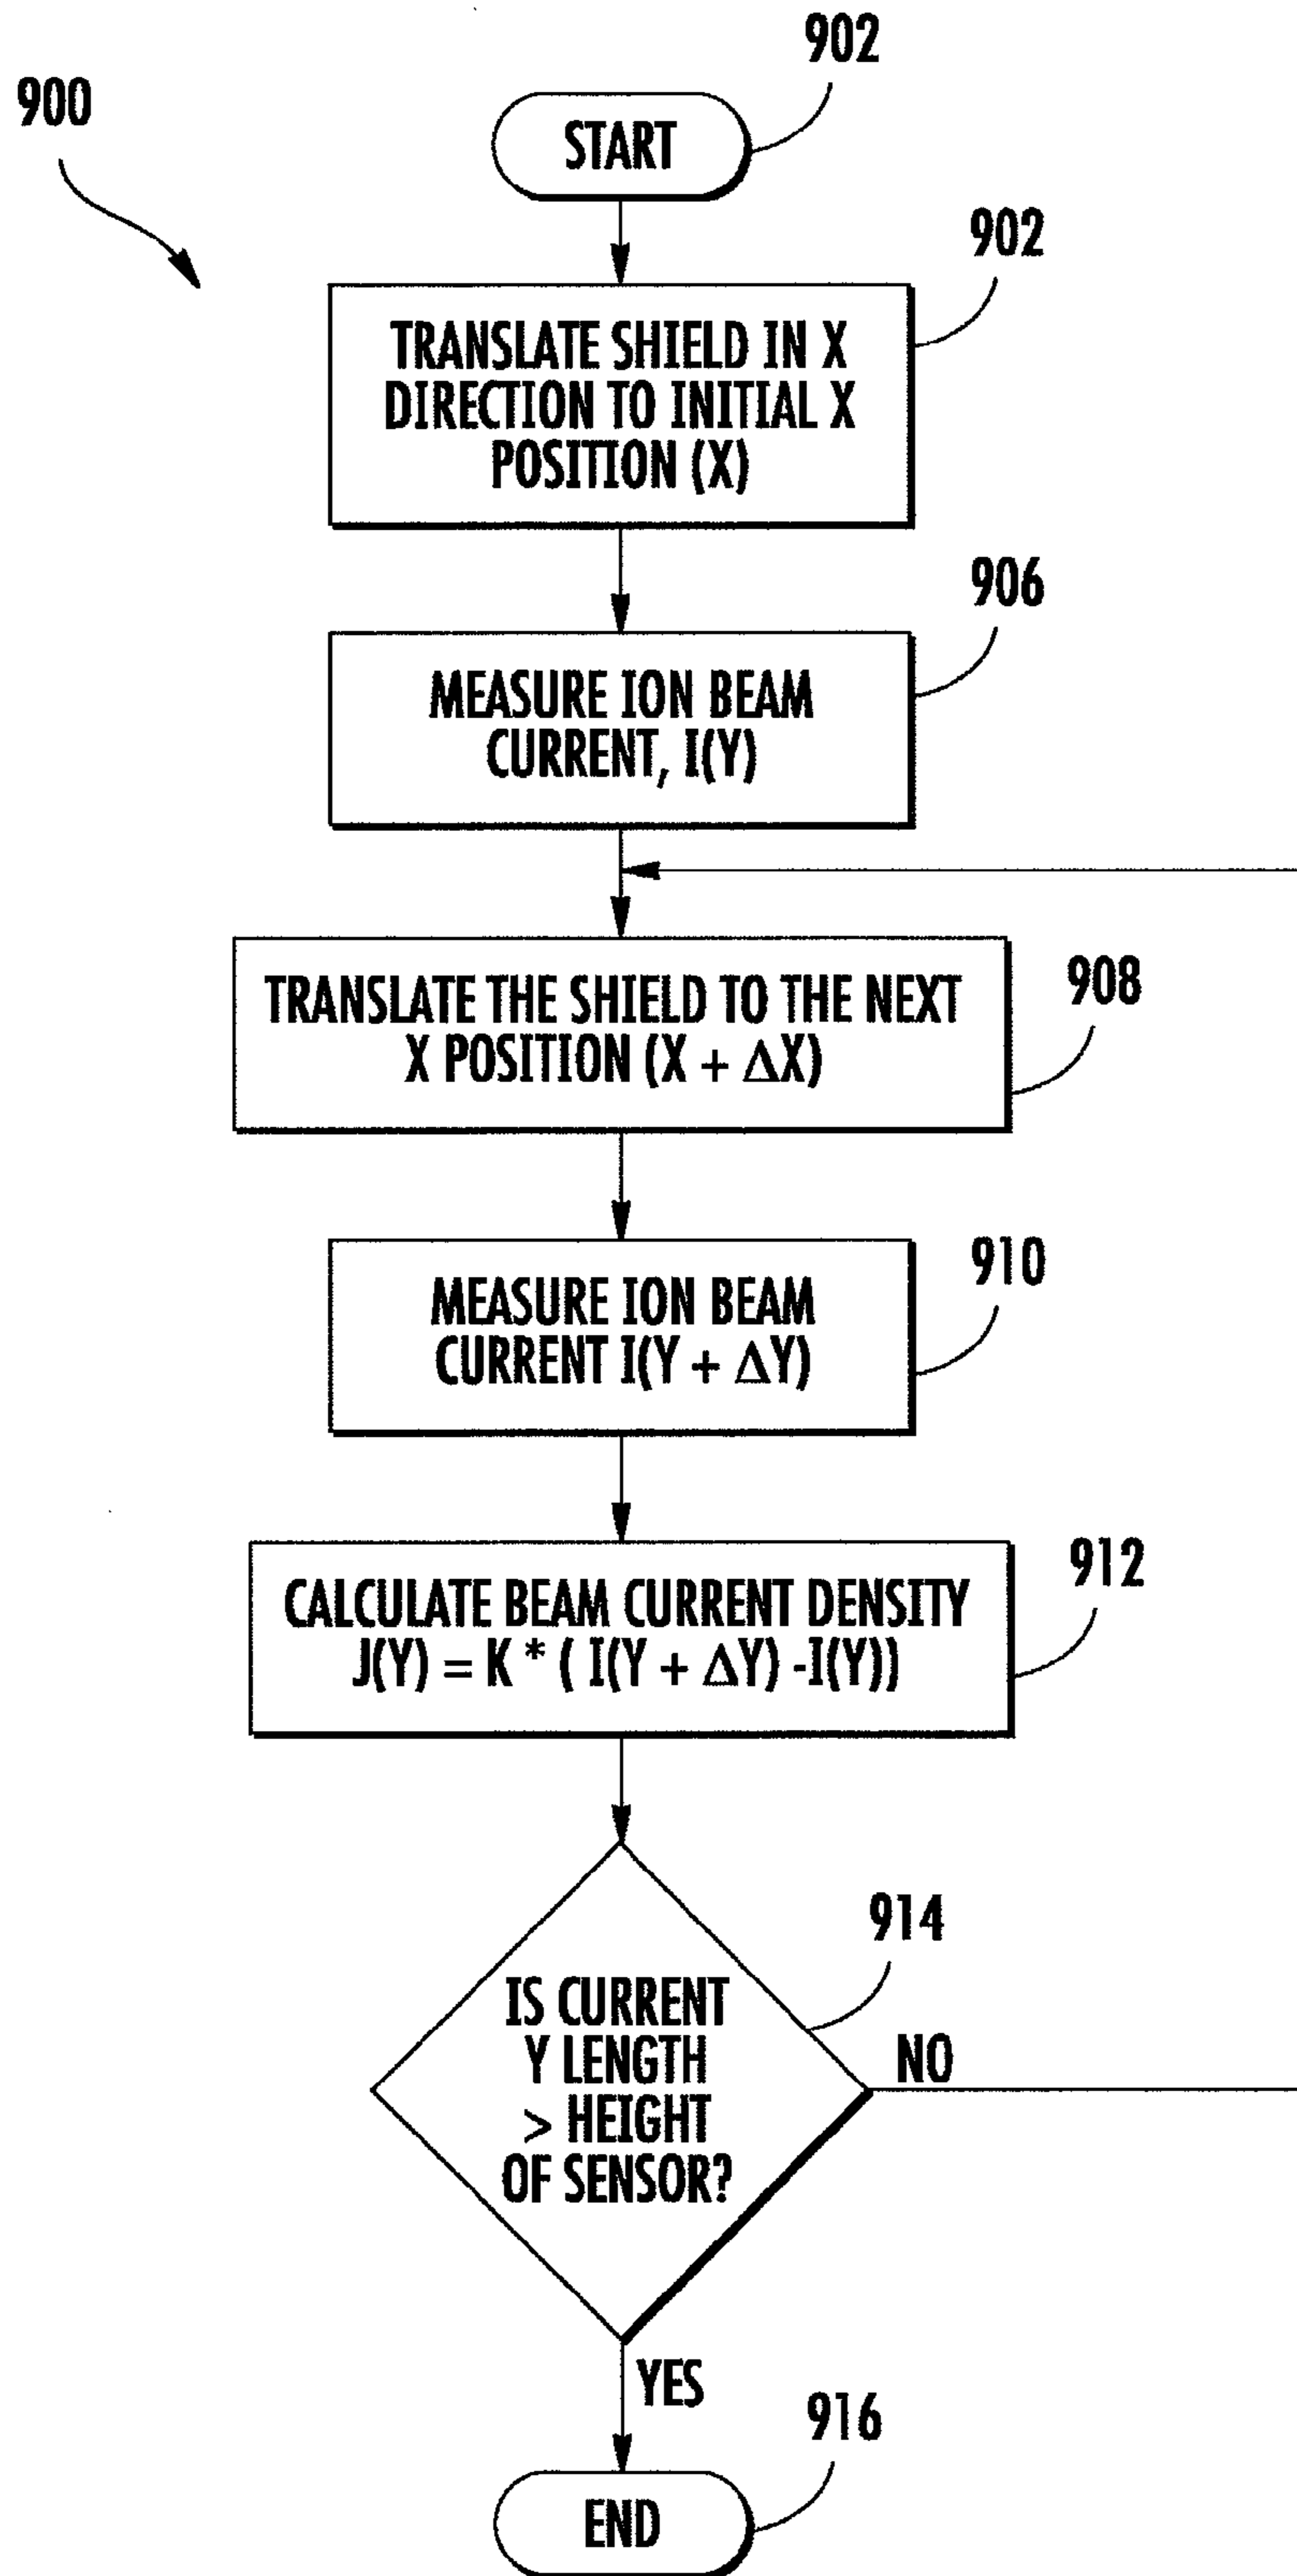 902
900
START
902
TRANSLATE SHIELD IN X
DIRECTION TO INITIAL X
POSITION (X)
906
MEASURE ION BEAM
CURRENT, I(Y)
908
TRANSLATE THE SHIELD TO THE NEXT
X POSITION (X + ΔX)
910
MEASURE ION BEAM
CURRENT I(Y + ΔY)
912
CALCULATE BEAM CURRENT DENSITY
J(Y) = K * ( I(Y + ΔY) -I(Y))
914
IS CURRENT
Y LENGTH
> HEIGHT
OF SENSOR?
NO
YES
916
END